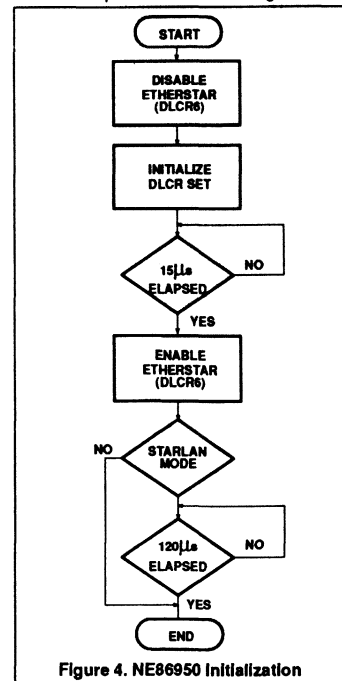 START
DISABLE
ETHERSTAR
(DLCR6)
INITIALIZE
DLCR SET
15µs
ELAPSED
NO
YES
ENABLE
ETHERSTAR
(DLCR6)
NO
STARLAN
MODE
120µs
ELAPSED
NO
YES
END
Figure 4. NE86950 Initialization